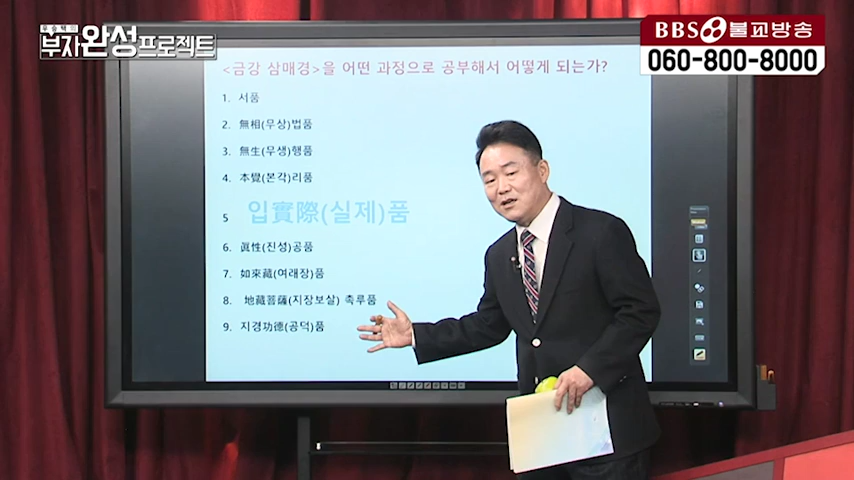 우승택의
부자완성프로젝트
BBS 불교방송
060-800-8000
<금강 삼매경>을 어떤 과정으로 공부해서 어떻게 되는가?
1. 서품
2. 無相(무상)법품
3. 無生(무생)행품
4. 本覺(본각)리품
5 입實際(실제)품
6. 眞性(진성)공품
7. 如來藏(여래장)품
8. 地藏菩薩(지장보살) 촉루품
9. 지경功德(공덕)품